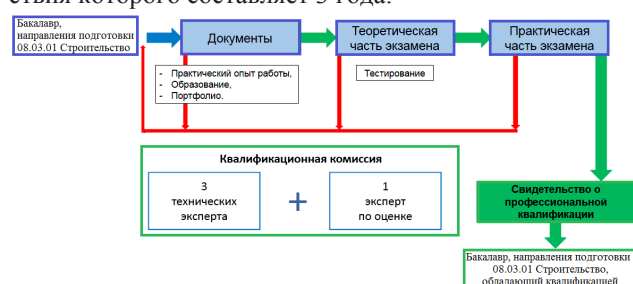 ствия которого составляет 3 года.
Бакалавр,
направления подготовки
08.03.01 Строительство
Документы
Теоретическая
часть экзамена
Практическая
часть экзамена
- Практический опыт работы,
- Образование,
- Портфолио.
Тестирование
Квалификационная комиссия
3
технических
эксперта
+
1
эксперт
по оценке
Свидетельство о
профессиональной
квалификации
Бакалавр, направления подготовки
08.03.01 Строительство,
обладающий квалификацией